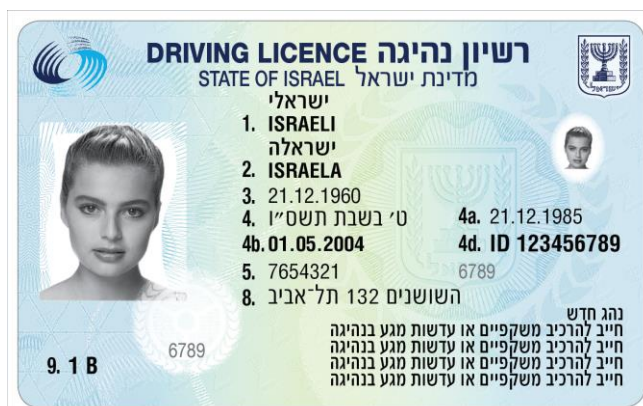 DRIVING LICENCE רשיון נהיגה
STATE OF ISRAEL מדינת ישראל
ישראלי
1. ISRAELI
ישראלה
2. ISRAELA
3. 21.12.1960
4. ט׳ בשבת תשס״ו 4a. 21.12.1985
4b. 01.05.2004 4d. ID 123456789
5. 7654321 6789
8. השושנים 132 תל־אביב
נהג חדש
חייב להרכיב משקפיים או עדשות מגע בנהיגה
חייב להרכיב משקפיים או עדשות מגע בנהיגה
חייב להרכיב משקפיים או עדשות מגע בנהיגה
חייב להרכיב משקפיים או עדשות מגע בנהיגה
6789
9. 1 B